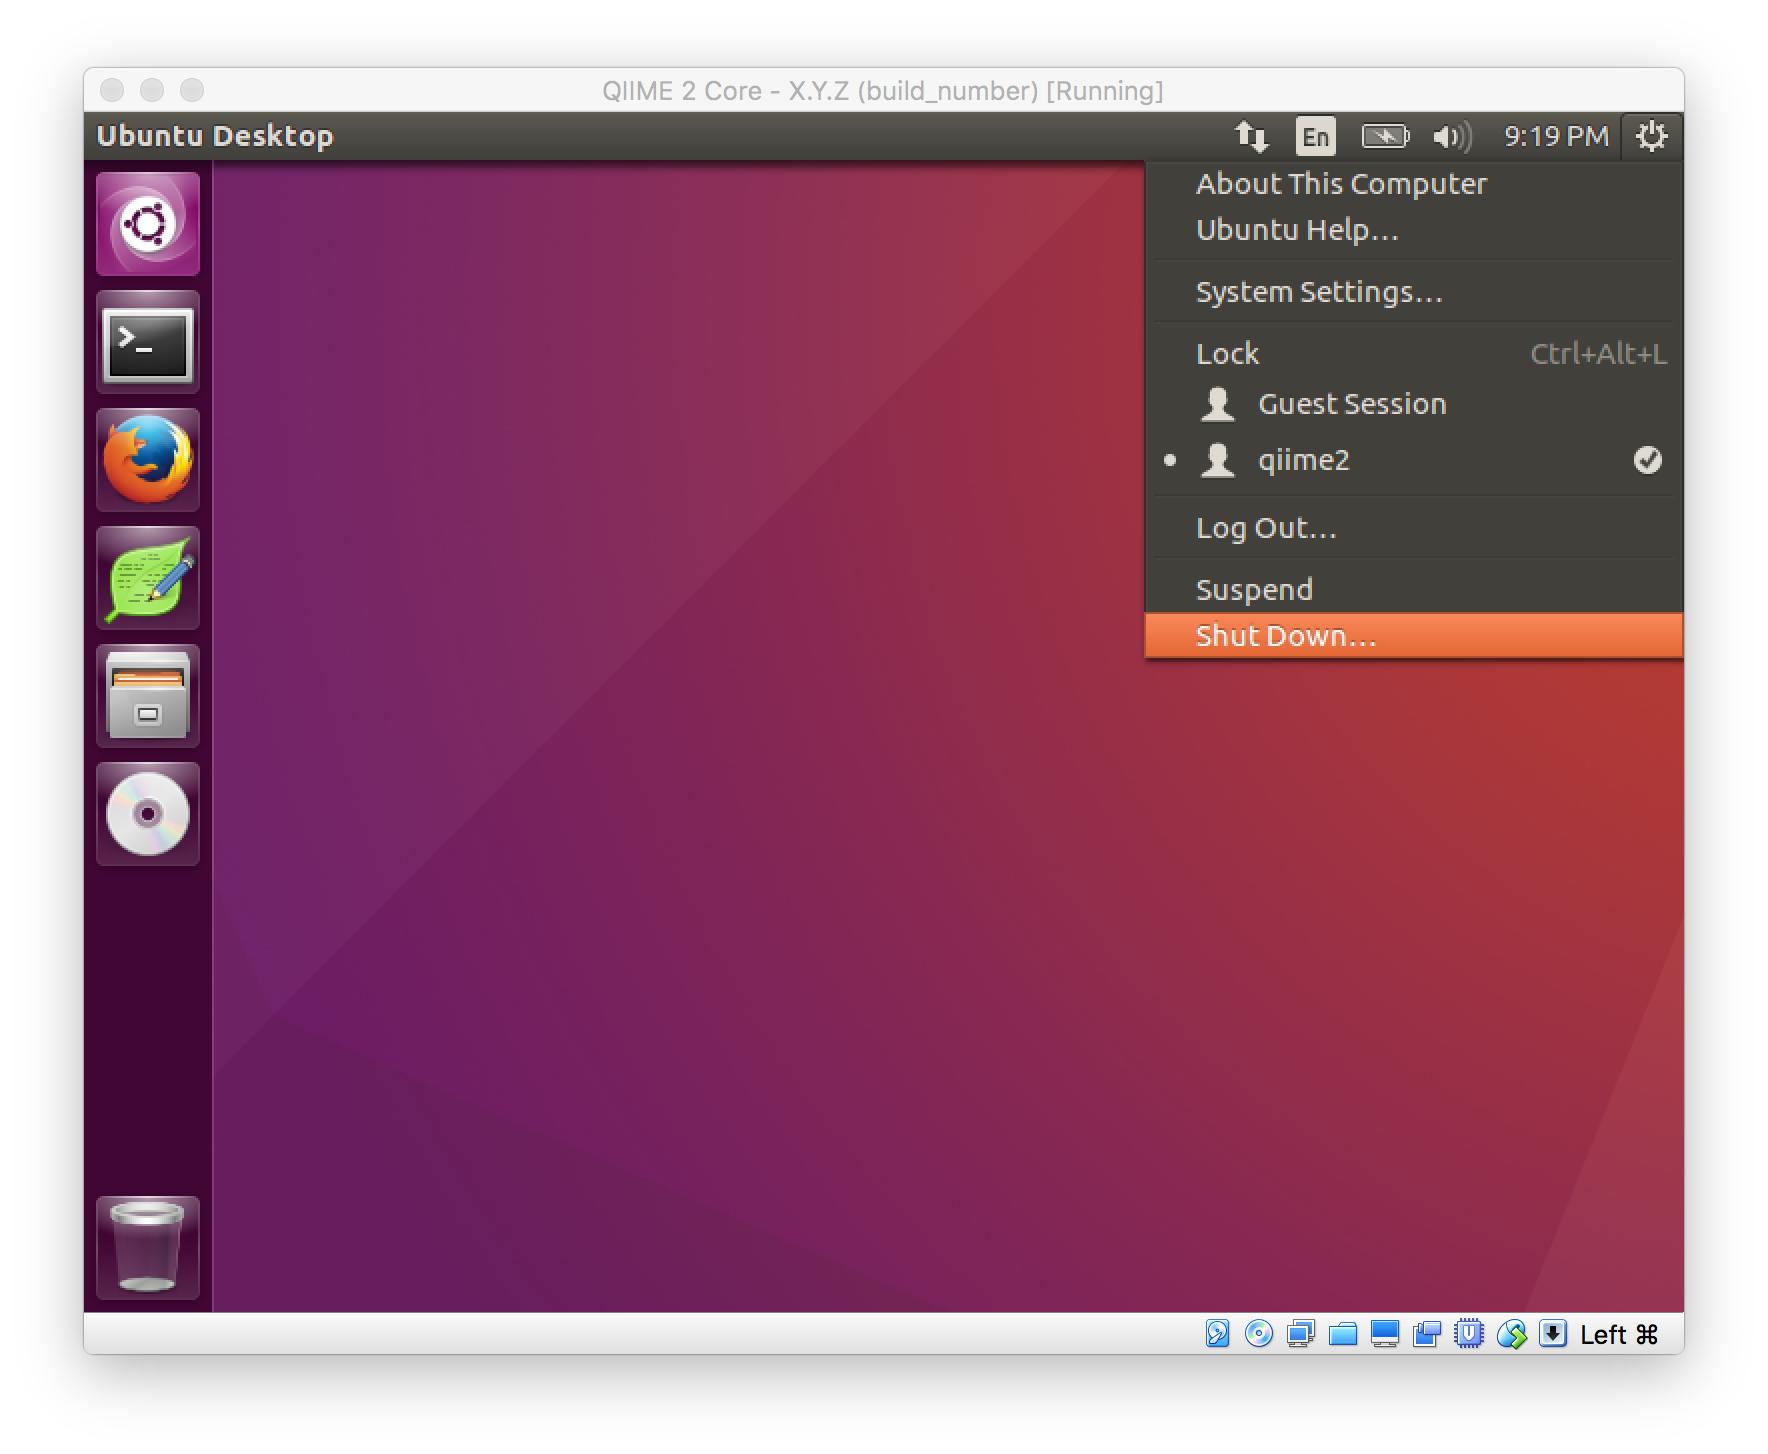 QIIME 2 Core - X.Y.Z (build_number) [Running]
Ubuntu Desktop
En
9:19 PM
About This Computer
Ubuntu Help...
System Settings...
Lock Ctrl+Alt+L
Guest Session
qiime2
Log Out...
Suspend
Shut Down...
>_
Left ⌘